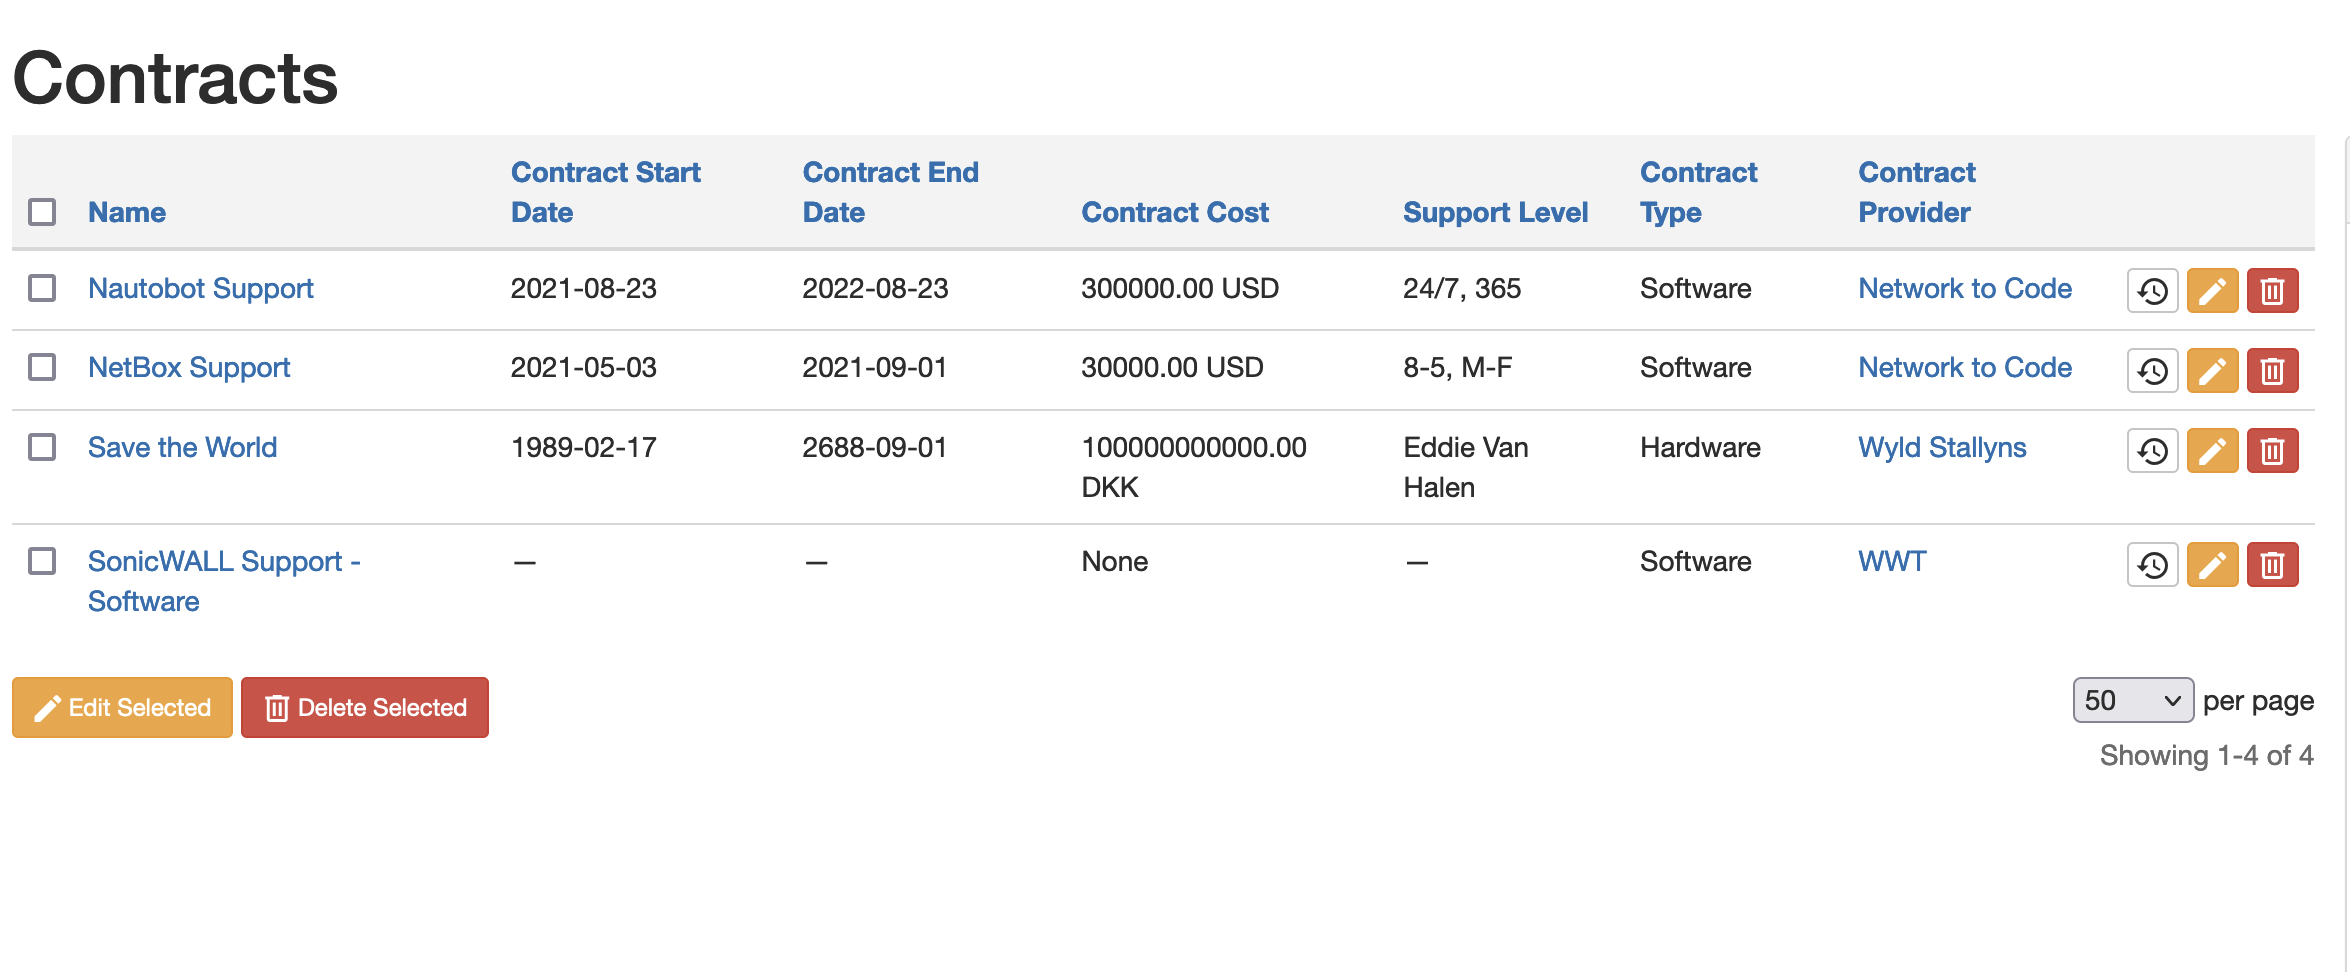 Contracts
Name Contract Start Date Contract End Date Contract Cost Support Level Contract Type Contract Provider
Nautobot Support 2021-08-23 2022-08-23 300000.00 USD 24/7, 365 Software Network to Code
NetBox Support 2021-05-03 2021-09-01 30000.00 USD 8-5, M-F Software Network to Code
Save the World 1989-02-17 2688-09-01 100000000000.00 DKK Eddie Van Halen Hardware Wyld Stallyns
SonicWALL Support - Software — — None — Software WWT
Edit Selected Delete Selected 50 per page
Showing 1-4 of 4